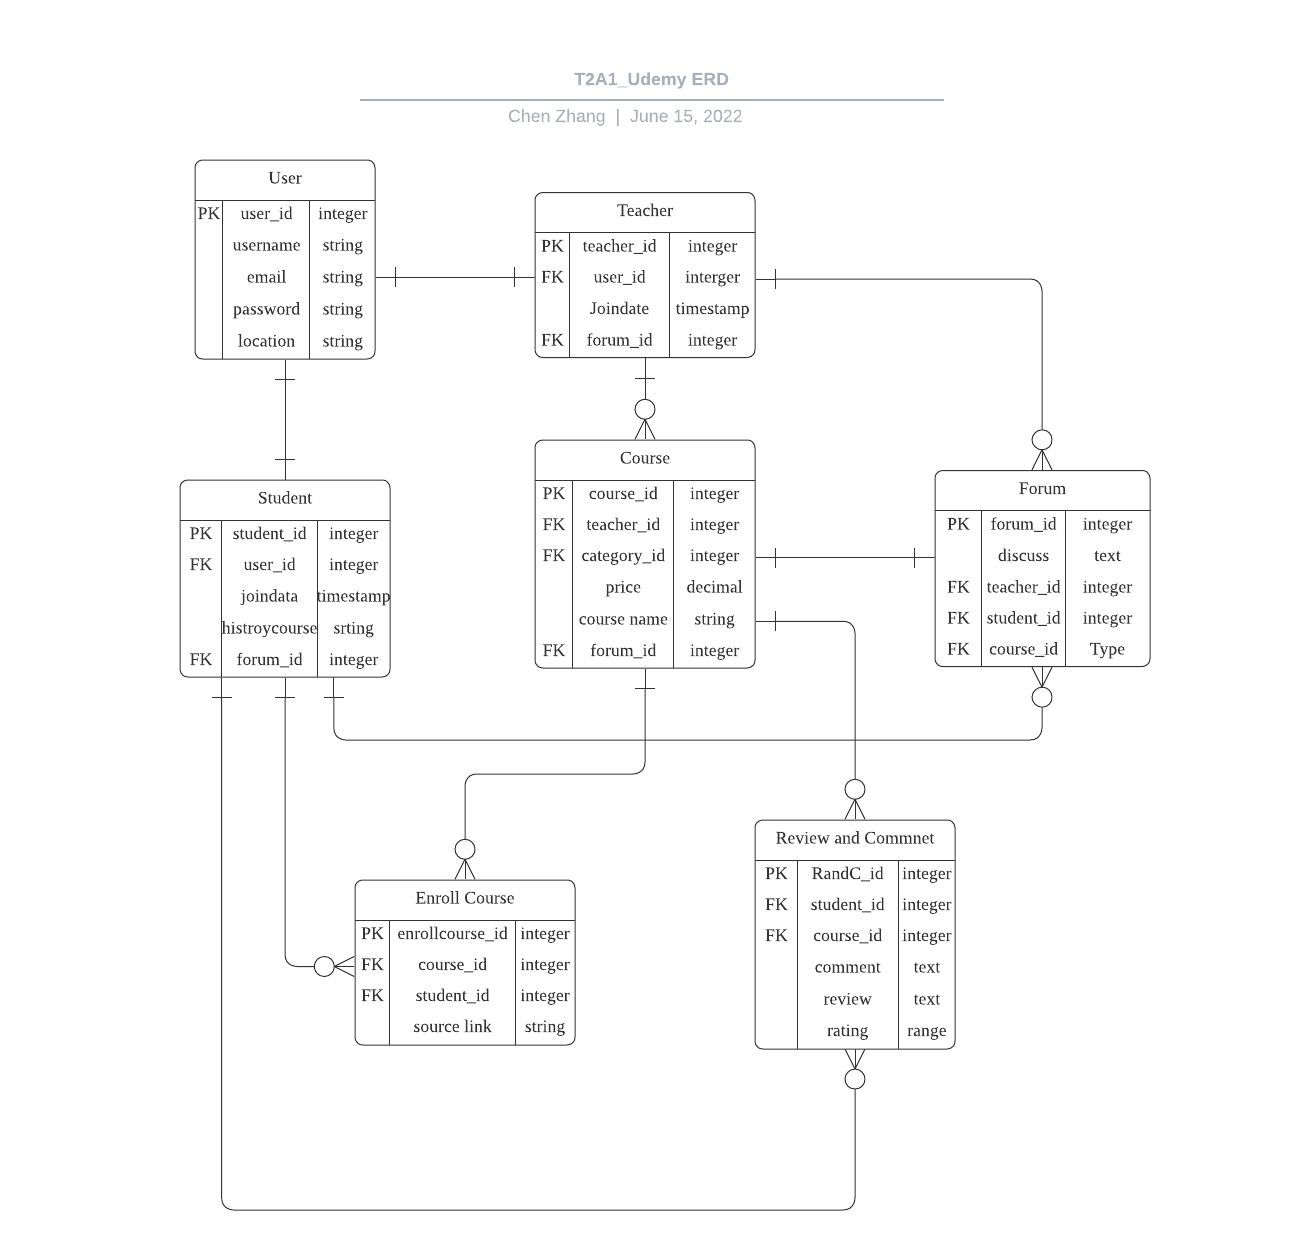 T2A1_Udemy ERD
Chen Zhang | June 15, 2022
User
PK user_id integer
username string
email string
password string
location string
Teacher
PK teacher_id integer
FK user_id interger
Joindate timestamp
FK forum_id integer
Student
PK student_id integer
FK user_id integer
joindata timestamp
histroycourse srting
FK forum_id integer
Course
PK course_id integer
FK teacher_id integer
FK category_id integer
price decimal
course name string
FK forum_id integer
Forum
PK forum_id integer
discuss text
FK teacher_id integer
FK student_id integer
FK course_id Type
Enroll Course
PK enrollcourse_id integer
FK course_id integer
FK student_id integer
source link string
Review and Commnet
PK RandC_id integer
FK student_id integer
FK course_id integer
comment text
review text
rating range